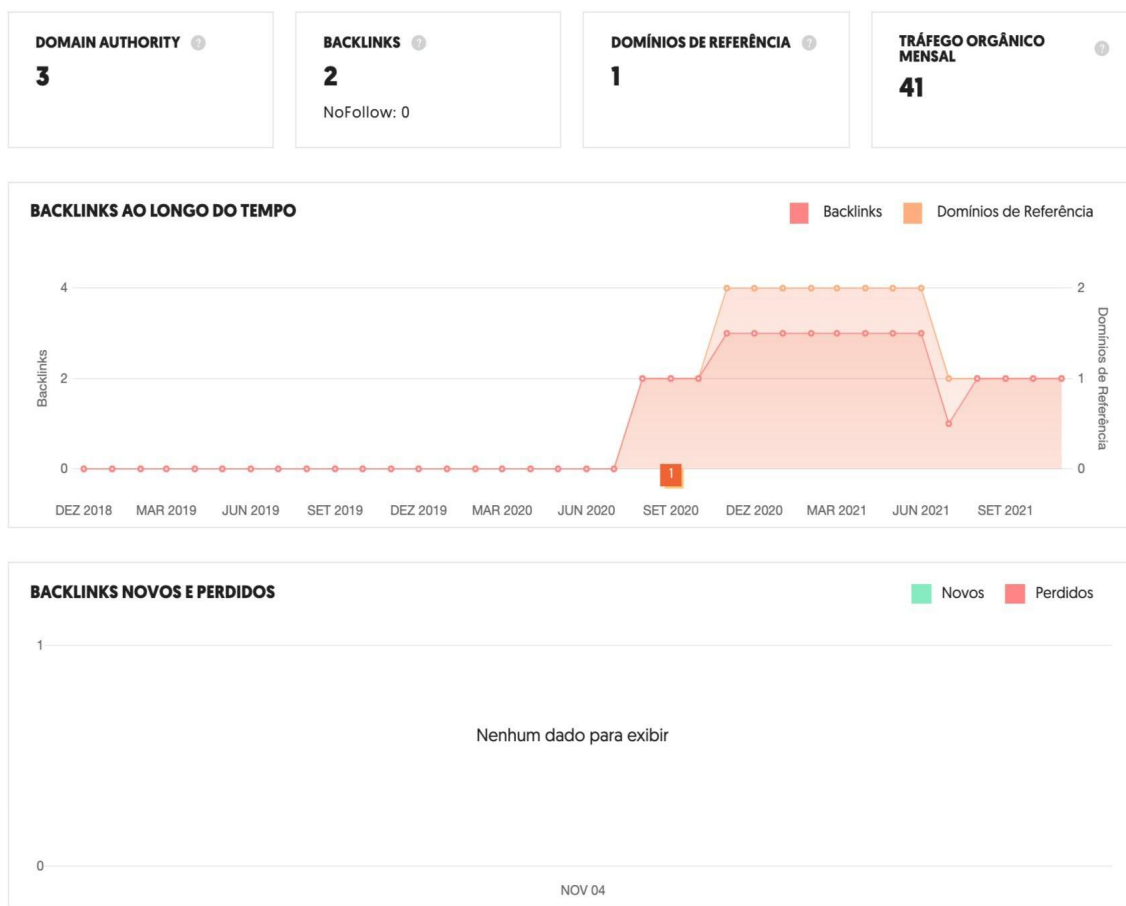 DOMAIN AUTHORITY ?
3
BACKLINKS ?
2
NoFollow: 0
DOMÍNIOS DE REFERÊNCIA ?
1
TRÁFEGO ORGÂNICO
MENSAL ?
41
BACKLINKS AO LONGO DO TEMPO
Backlinks Domínios de Referência
4 2
Backlinks
Domínios de Referência
2 1
0 0
1
DEZ 2018 MAR 2019 JUN 2019 SET 2019 DEZ 2019 MAR 2020 JUN 2020 SET 2020 DEZ 2020 MAR 2021 JUN 2021 SET 2021
BACKLINKS NOVOS E PERDIDOS
Novos Perdidos
1
Nenhum dado para exibir
0
NOV 04